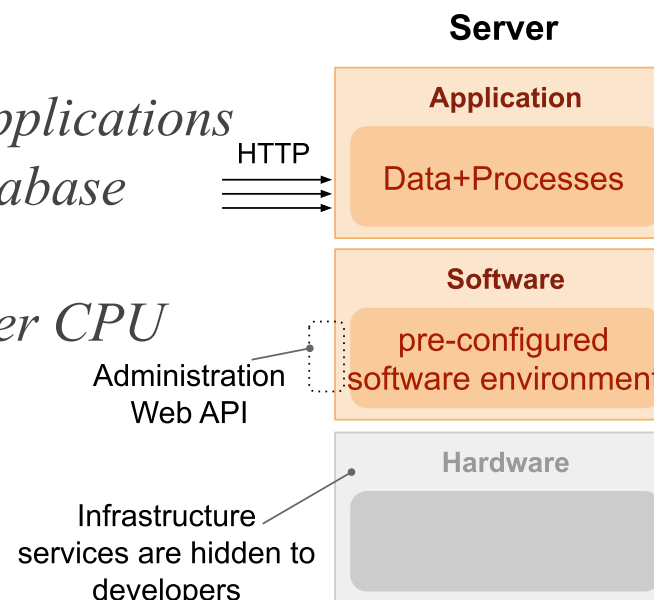 Server
Application
pplications
HTTP
Data+Processes
abase
Software
er CPU
pre-configured
software environment
Administration
Web API
Hardware
Infrastructure
services are hidden to
developers